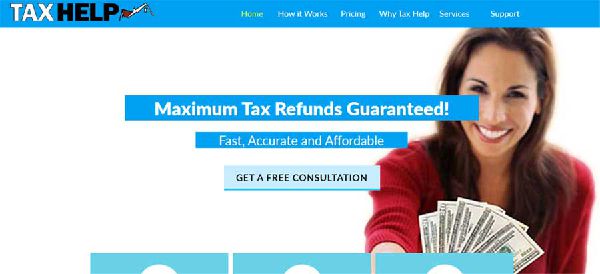 TAX HELP
Home How it Works Pricing Why Tax Help Services Support
Maximum Tax Refunds Guaranteed!
Fast, Accurate and Affordable
GET A FREE CONSULTATION